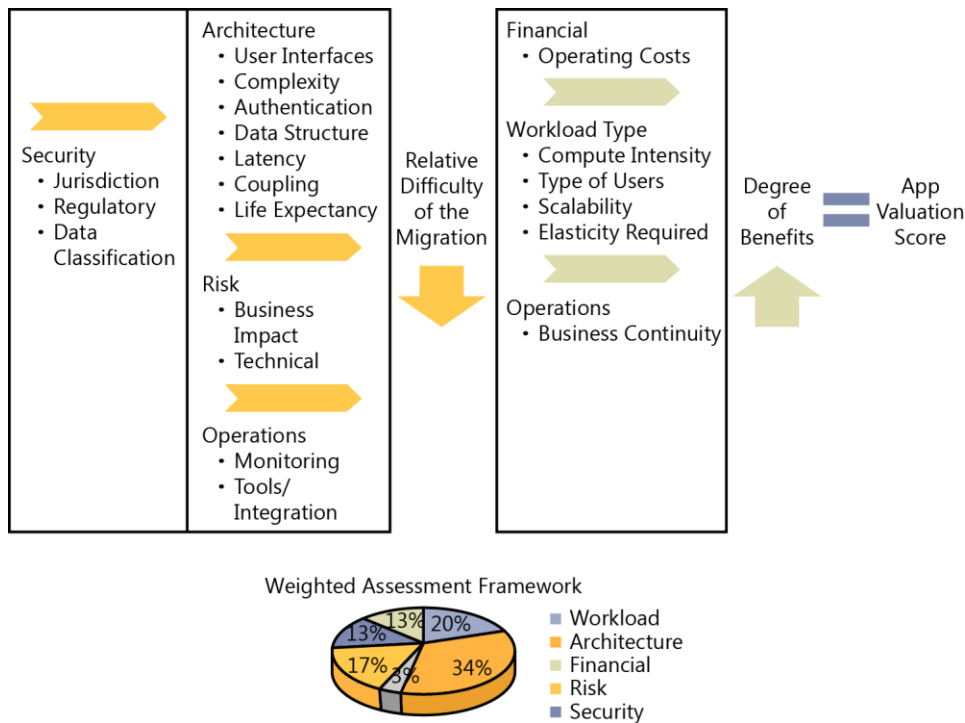 Security
• Jurisdiction
• Regulatory
• Data
Classification
Architecture
• User Interfaces
• Complexity
• Authentication
• Data Structure
• Latency
• Coupling
• Life Expectancy
Risk
• Business
Impact
• Technical
Operations
• Monitoring
• Tools/
Integration
Relative
Difficulty
of the
Migration
Financial
• Operating Costs
Workload Type
• Compute Intensity
• Type of Users
• Scalability
• Elasticity Required
Operations
• Business Continuity
Degree
of
Benefits
App
Valuation
Score
Weighted Assessment Framework
13%
20%
13%
34%
17%
3%
Workload
Architecture
Financial
Risk
Security